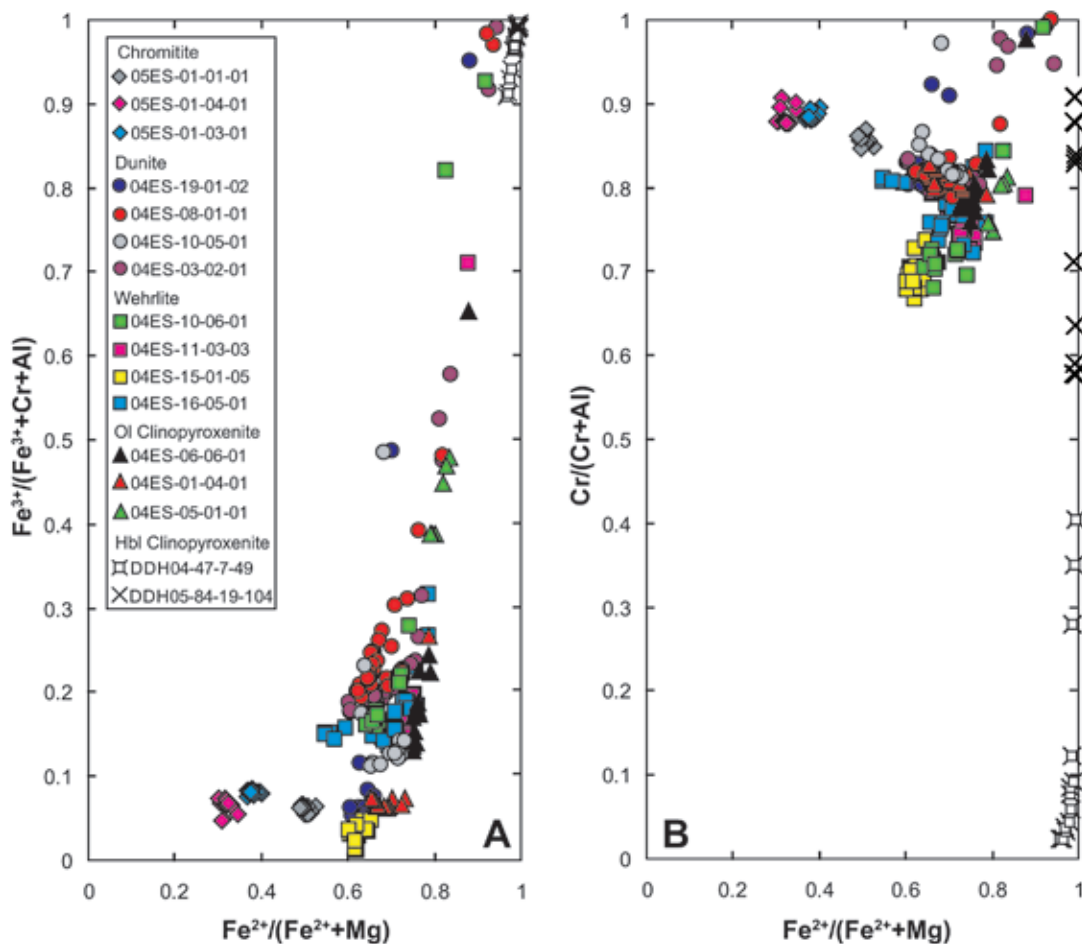 Chromitite
05ES-01-01-01
05ES-01-04-01
05ES-01-03-01
Dunite
04ES-19-01-02
04ES-08-01-01
04ES-10-05-01
04ES-03-02-01
Wehrlite
04ES-10-06-01
04ES-11-03-03
04ES-15-01-05
04ES-16-05-01
Ol Clinopyroxenite
04ES-06-06-01
04ES-01-04-01
04ES-05-01-01
Hbl Clinopyroxenite
DDH04-47-7-49
DDH05-84-19-104
1
0.9
0.8
0.7
0.6
0.5
0.4
0.3
0.2
0.1
0
Fe³⁺/(Fe³⁺+Cr+Al)
0 0.2 0.4 0.6 0.8 1
Fe²⁺/(Fe²⁺+Mg)
A
1
0.9
0.8
0.7
0.6
0.5
0.4
0.3
0.2
0.1
0
Cr/(Cr+Al)
0 0.2 0.4 0.6 0.8 1
Fe²⁺/(Fe²⁺+Mg)
B